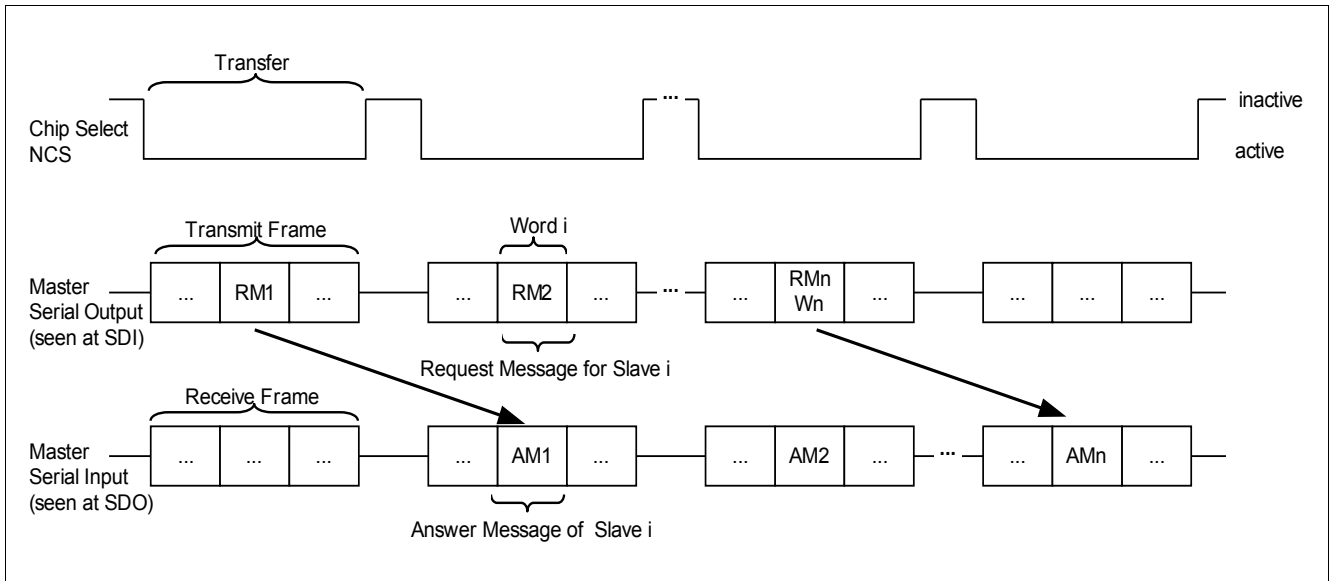 Transfer
...
inactive
Chip Select
NCS
active
Transmit Frame
Word i
Master
Serial Output
(seen at SDI)
... RM1 ...
... RM2 ...
...
... RMn
Wn ...
... ... ...
Request Message for Slave i
Receive Frame
Master
Serial Input
(seen at SDO)
... ... ...
... AM1 ...
... AM2 ...
...
... AMn ...
Answer Message of Slave i